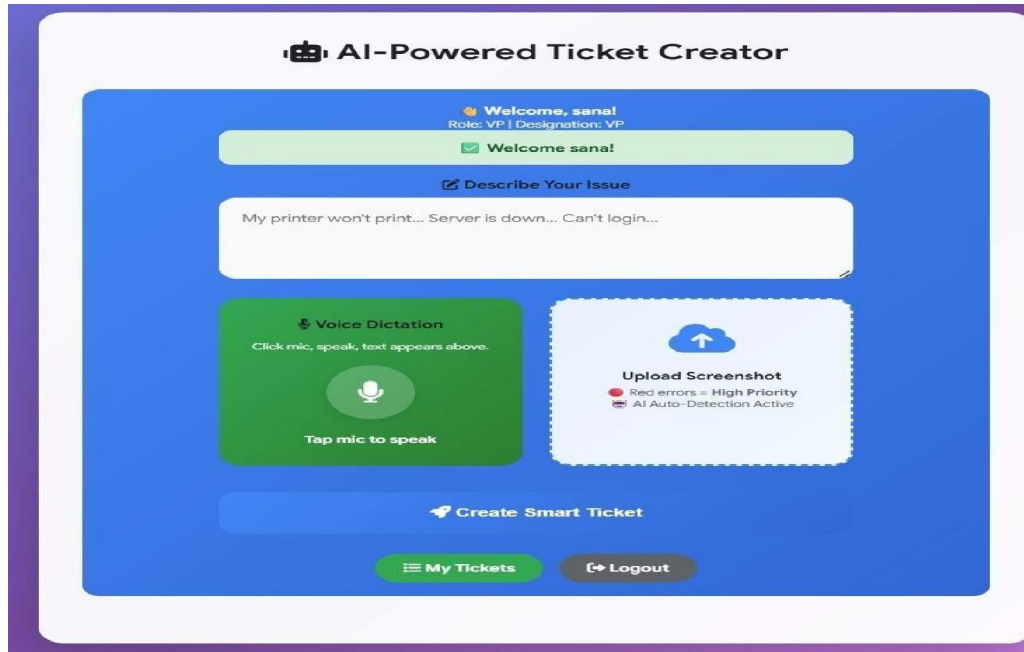 AI-Powered Ticket Creator
👋 Welcome, sana!
Role: VP | Designation: VP
✅ Welcome sana!
Describe Your Issue
My printer won't print... Server is down... Can't login...
Voice Dictation
Click mic, speak, text appears above.
Tap mic to speak
Upload Screenshot
🔴 Red errors = High Priority
🤖 AI Auto-Detection Active
Create Smart Ticket
My Tickets
Logout